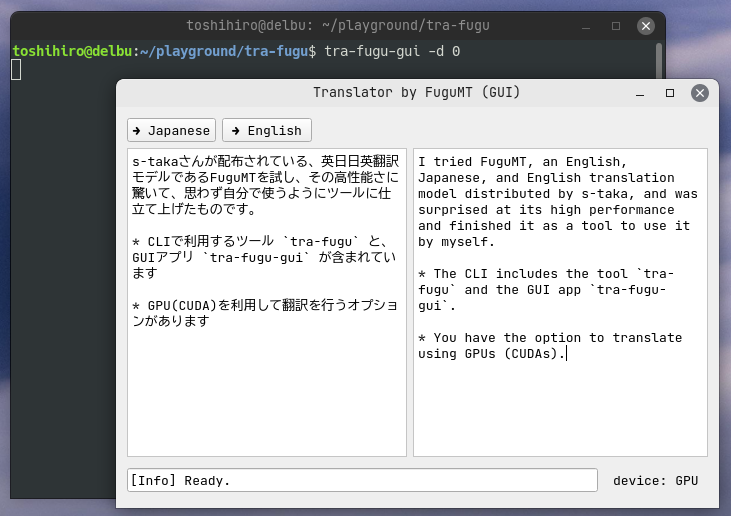 toshihiro@delbu: ~/playground/tra-fugu
toshihiro@delbu:~/playground/tra-fugu$ tra-fugu-gui -d 0
Translator by FuguMT (GUI)
→ Japanese
→ English
s-takaさんが配布されている、英日日英翻訳
モデルであるFuguMTを試し、その高性能さに
驚いて、思わず自分で使うようにツールに仕
立て上げたものです。
* CLIで利用するツール `tra-fugu` と、
GUIアプリ `tra-fugu-gui` が含まれてい
ます
* GPU(CUDA)を利用して翻訳を行うオプショ
ンがあります
I tried FuguMT, an English,
Japanese, and English translation
model distributed by s-taka, and was
surprised at its high performance
and finished it as a tool to use it
by myself.
* The CLI includes the tool `tra-
fugu` and the GUI app `tra-fugu-
gui`.
* You have the option to translate
using GPUs (CUDAs).
[Info] Ready.
device: GPU